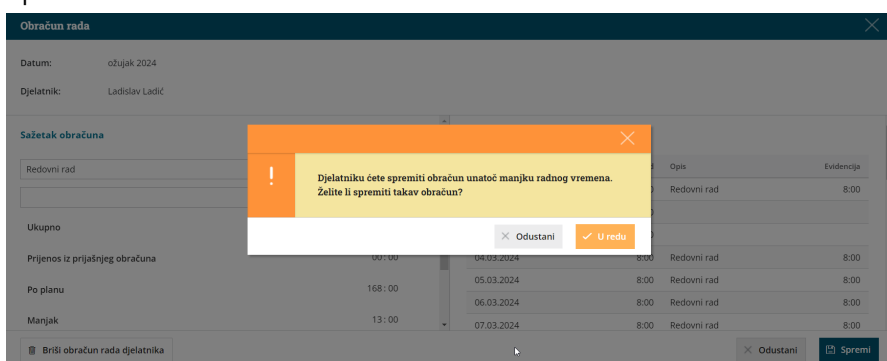 Obračun rada
Datum: ožujak 2024
Djelatnik: Ladislav Ladić
Sažetak obračuna
Redovni rad
Opis Evidencija
Redovni rad 8:00
Djelatniku ćete spremiti obračun unatoč manjku radnog vremena.
Želite li spremiti takav obračun?
Odustani U redu
Ukupno
Prijenos iz prijašnjeg obračuna 00:00
Po planu 168:00
Manjak 13:00
04.03.2024 8:00 Redovni rad 8:00
05.03.2024 8:00 Redovni rad 8:00
06.03.2024 8:00 Redovni rad 8:00
07.03.2024 8:00 Redovni rad 8:00
Briši obračun rada djelatnika
Odustani Spremi